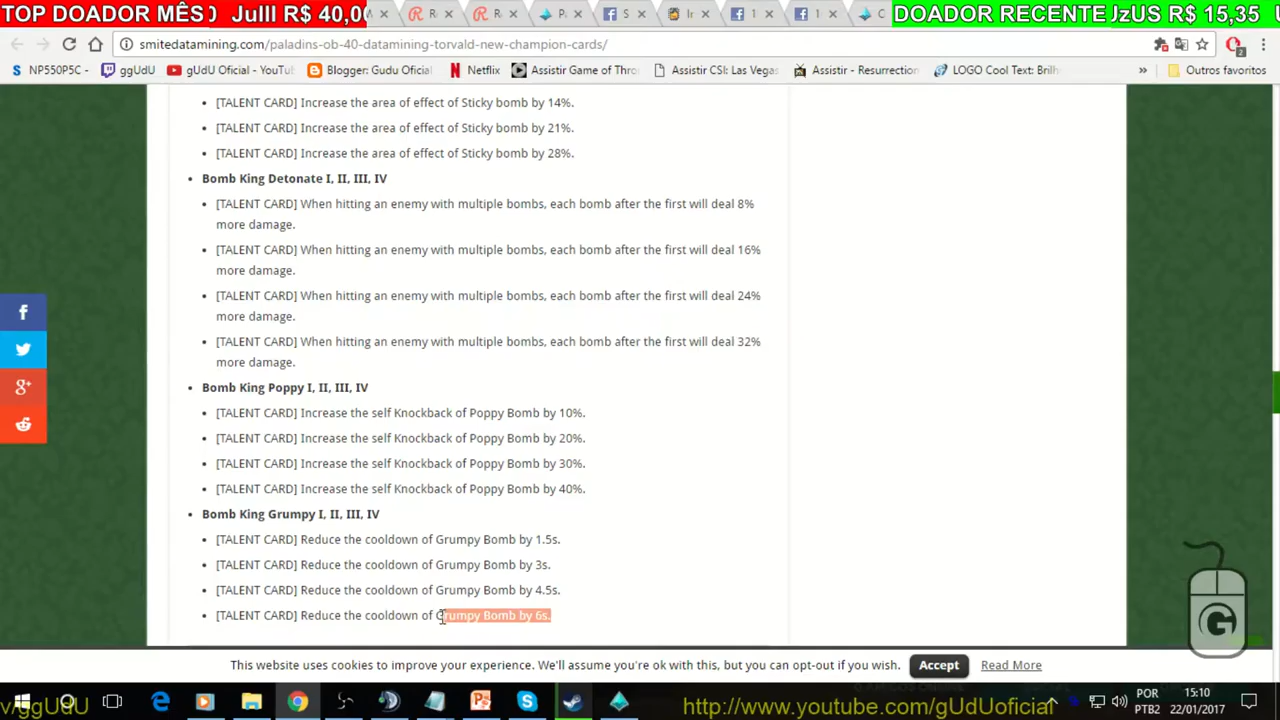 TOP DOADOR MÊS
JullI R$ 40,0
DOADOR RECENTE
JzUS R$ 15,35
smitedatamining.com/paladins-ob-40-datamining-torvald-new-champion-cards/
NP550P5C -
ggUdU
gUdU Oficial - YouTu
Blogger: Gudu Oficial
Netflix
Assistir Game of Thro
Assistir CSI: Las Vegas
Assistir - Resurrection
LOGO Cool Text: Brilh
Outros favoritos
[TALENT CARD] Increase the area of effect of Sticky bomb by 14%.
[TALENT CARD] Increase the area of effect of Sticky bomb by 21%.
[TALENT CARD] Increase the area of effect of Sticky bomb by 28%.
Bomb King Detonate I, II, III, IV
[TALENT CARD] When hitting an enemy with multiple bombs, each bomb after the first will deal 8%
more damage.
[TALENT CARD] When hitting an enemy with multiple bombs, each bomb after the first will deal 16%
more damage.
[TALENT CARD] When hitting an enemy with multiple bombs, each bomb after the first will deal 24%
more damage.
[TALENT CARD] When hitting an enemy with multiple bombs, each bomb after the first will deal 32%
more damage.
Bomb King Poppy I, II, III, IV
[TALENT CARD] Increase the self Knockback of Poppy Bomb by 10%.
[TALENT CARD] Increase the self Knockback of Poppy Bomb by 20%.
[TALENT CARD] Increase the self Knockback of Poppy Bomb by 30%.
[TALENT CARD] Increase the self Knockback of Poppy Bomb by 40%.
Bomb King Grumpy I, II, III, IV
[TALENT CARD] Reduce the cooldown of Grumpy Bomb by 1.5s.
[TALENT CARD] Reduce the cooldown of Grumpy Bomb by 3s.
[TALENT CARD] Reduce the cooldown of Grumpy Bomb by 4.5s.
[TALENT CARD] Reduce the cooldown of Grumpy Bomb by 6s.
This website uses cookies to improve your experience. We'll assume you're ok with this, but you can opt-out if you wish.
Accept
Read More
v/ggUdU
http://www.youtube.com/gUdUoficial
POR
PTB2
15:10
22/01/2017